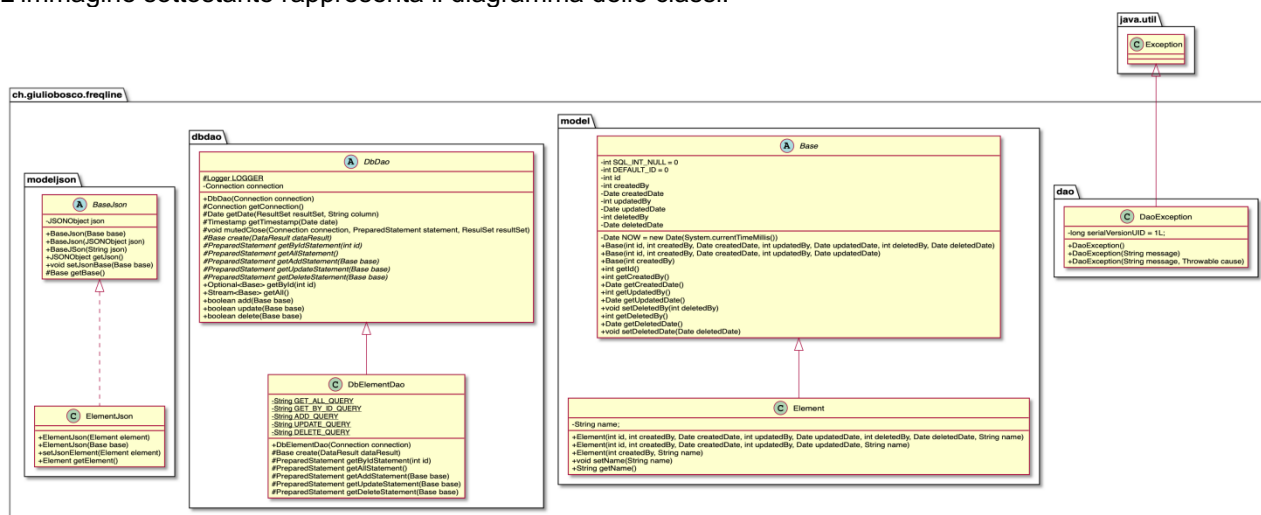 L'immagine sottostante rappresenta il diagramma delle classi.
java.util
C Exception
ch.giuliobosco.freqline
modeljson
A BaseJson
-JSONObject json
+BaseJson(Base base)
+BaseJson(JSONObject json)
+BaseJSon(String json)
+JSONObject getJson()
+void setJsonBase(Base base)
#Base getBase()
C ElementJson
+ElementJson(Element element)
+ElementJson(Base base)
+setJsonElement(Element element)
+Element getElement()
dbdao
A DbDao
#Logger LOGGER
-Connection connection
+DbDao(Connection connection)
#Connection getConnection()
#Date getDate(ResultSet resultSet, String column)
#Timestamp getTimestamp(Date date)
#void mutedClose(Connection connection, PreparedStatement statement, ResulSet resultSet)
#Base create(DataResult dataResult)
#PreparedStatement getByIdStatement(int id)
#PreparedStatement getAllStatement()
#PreparedStatement getAddStatement(Base base)
#PreparedStatement getUpdateStatement(Base base)
#PreparedStatement getDeleteStatement(Base base)
+Optional<Base> getById(int id)
+Stream<Base> getAll()
+boolean add(Base base)
+boolean update(Base base)
+boolean delete(Base base)
C DbElementDao
-String GET_ALL_QUERY
-String GET_BY_ID_QUERY
-String ADD_QUERY
-String UPDATE_QUERY
-String DELETE_QUERY
+DbElementDao(Connection connection)
#Base create(DataResult dataResult)
#PreparedStatement getByIdStatement(int id)
#PreparedStatement getAllStatement()
#PreparedStatement getAddStatement(Base base)
#PreparedStatement getUpdateStatement(Base base)
#PreparedStatement getDeleteStatement(Base base)
model
A Base
-int SQL_INT_NULL = 0
-int DEFAULT_ID = 0
-int id
-int createdBy
-Date createdDate
-int updatedBy
-Date updatedDate
-int deletedBy
-Date deletedDate
-Date NOW = new Date(System.currentTimeMillis())
+Base(int id, int createdBy, Date createdDate, int updatedBy, Date updatedDate, int deletedBy, Date deletedDate)
+Base(int id, int createdBy, Date createdDate, int updatedBy, Date updatedDate)
+Base(int createdBy)
+int getId()
+int getCreatedBy()
+Date getCreatedDate()
+int getUpdatedBy()
+Date getUpdatedDate()
+void setDeletedBy(int deletedBy)
+int getDeletedBy()
+Date getDeletedDate()
+void setDeletedDate(Date deletedDate)
C Element
-String name;
+Element(int id, int createdBy, Date createdDate, int updatedBy, Date updatedDate, int deletedBy, Date deletedDate, String name)
+Element(int id, int createdBy, Date createdDate, int updatedBy, Date updatedDate, String name)
+Element(int createdBy, String name)
+void setName(String name)
+String getName()
dao
C DaoException
-long serialVersionUID = 1L;
+DaoException()
+DaoException(String message)
+DaoException(String message, Throwable cause)